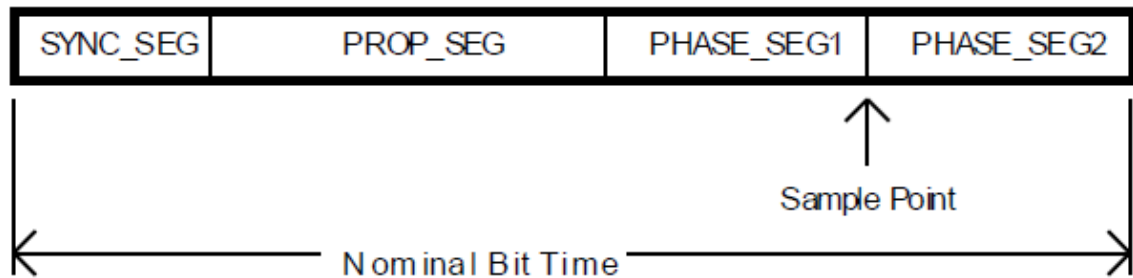 SYNC_SEG PROP_SEG PHASE_SEG1 PHASE_SEG2
Sample Point
Nominal Bit Time